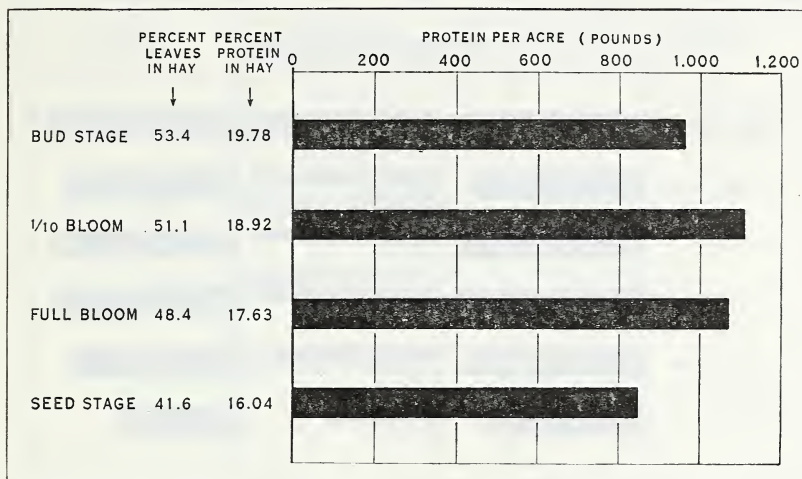 PERCENT PERCENT PROTEIN PER ACRE (POUNDS)
LEAVES PROTEIN
IN HAY IN HAY
0 200 400 600 800 1.000 1,200
BUD STAGE 53.4 19.78
1/10 BLOOM 51.1 18.92
FULL BLOOM 48.4 17.63
SEED STAGE 41.6 16.04